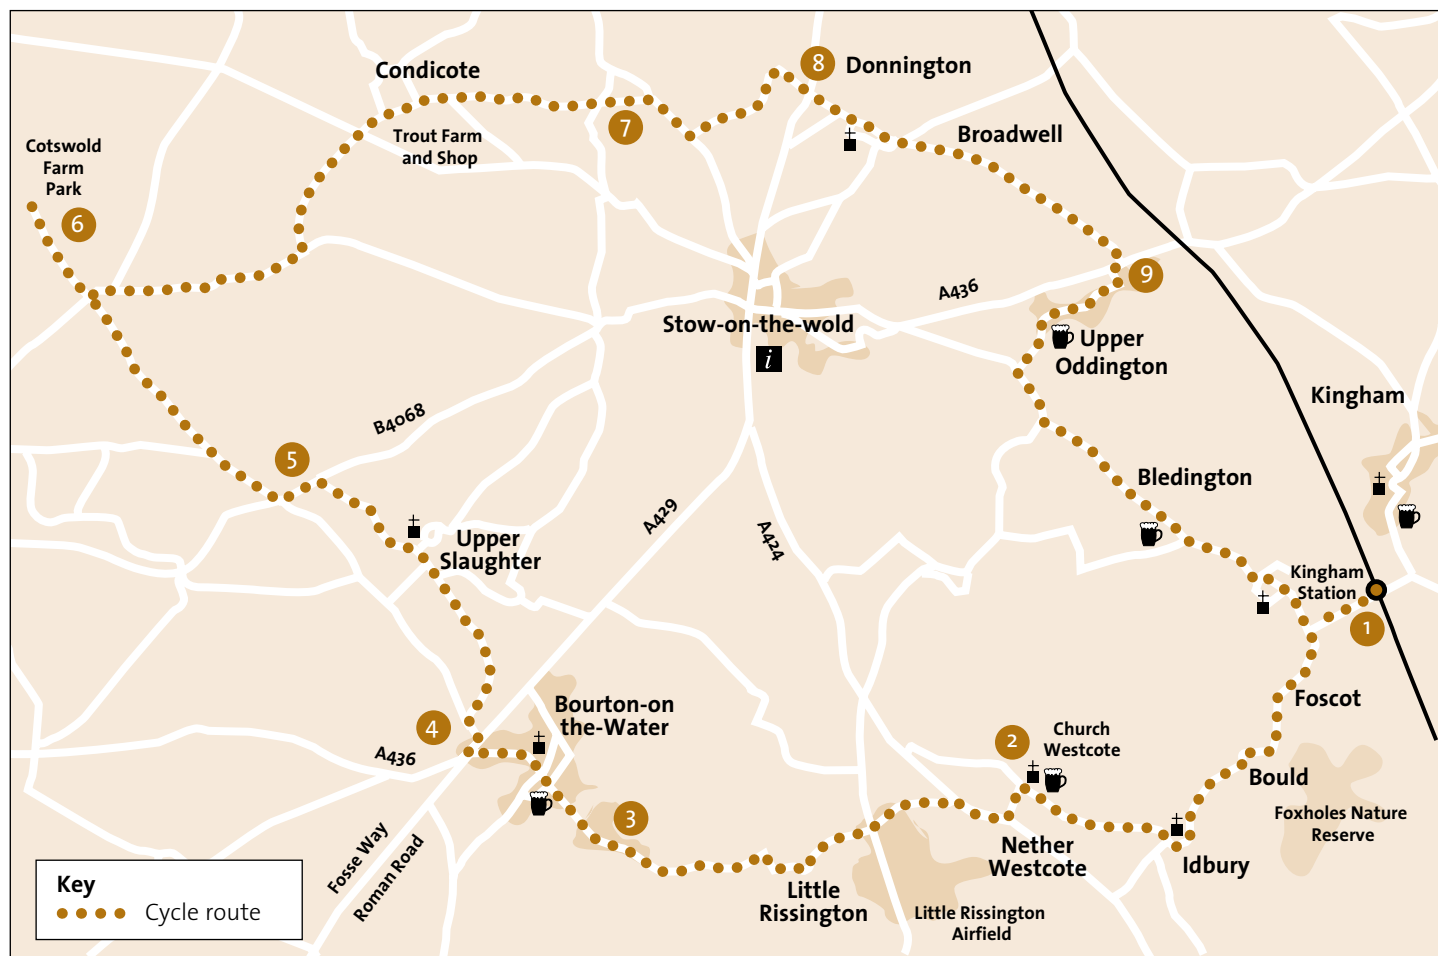 8
Donnington
Condicote
7
Broadwell
Trout Farm
and Shop
Cotswold
Farm
Park
6
9
A436
Stow-on-the-wold
i
Upper
Oddington
Kingham
B4068
5
Bledington
A429
A424
Upper
Slaughter
Kingham
Station
1
Foscot
Bourton-on
the-Water
4
2
Church
Westcote
A436
Bould
3
Foxholes Nature
Reserve
Nether
Westcote
Idbury
Fosse Way
Roman Road
Little
Rissington
Little Rissington
Airfield
Key
Cycle route